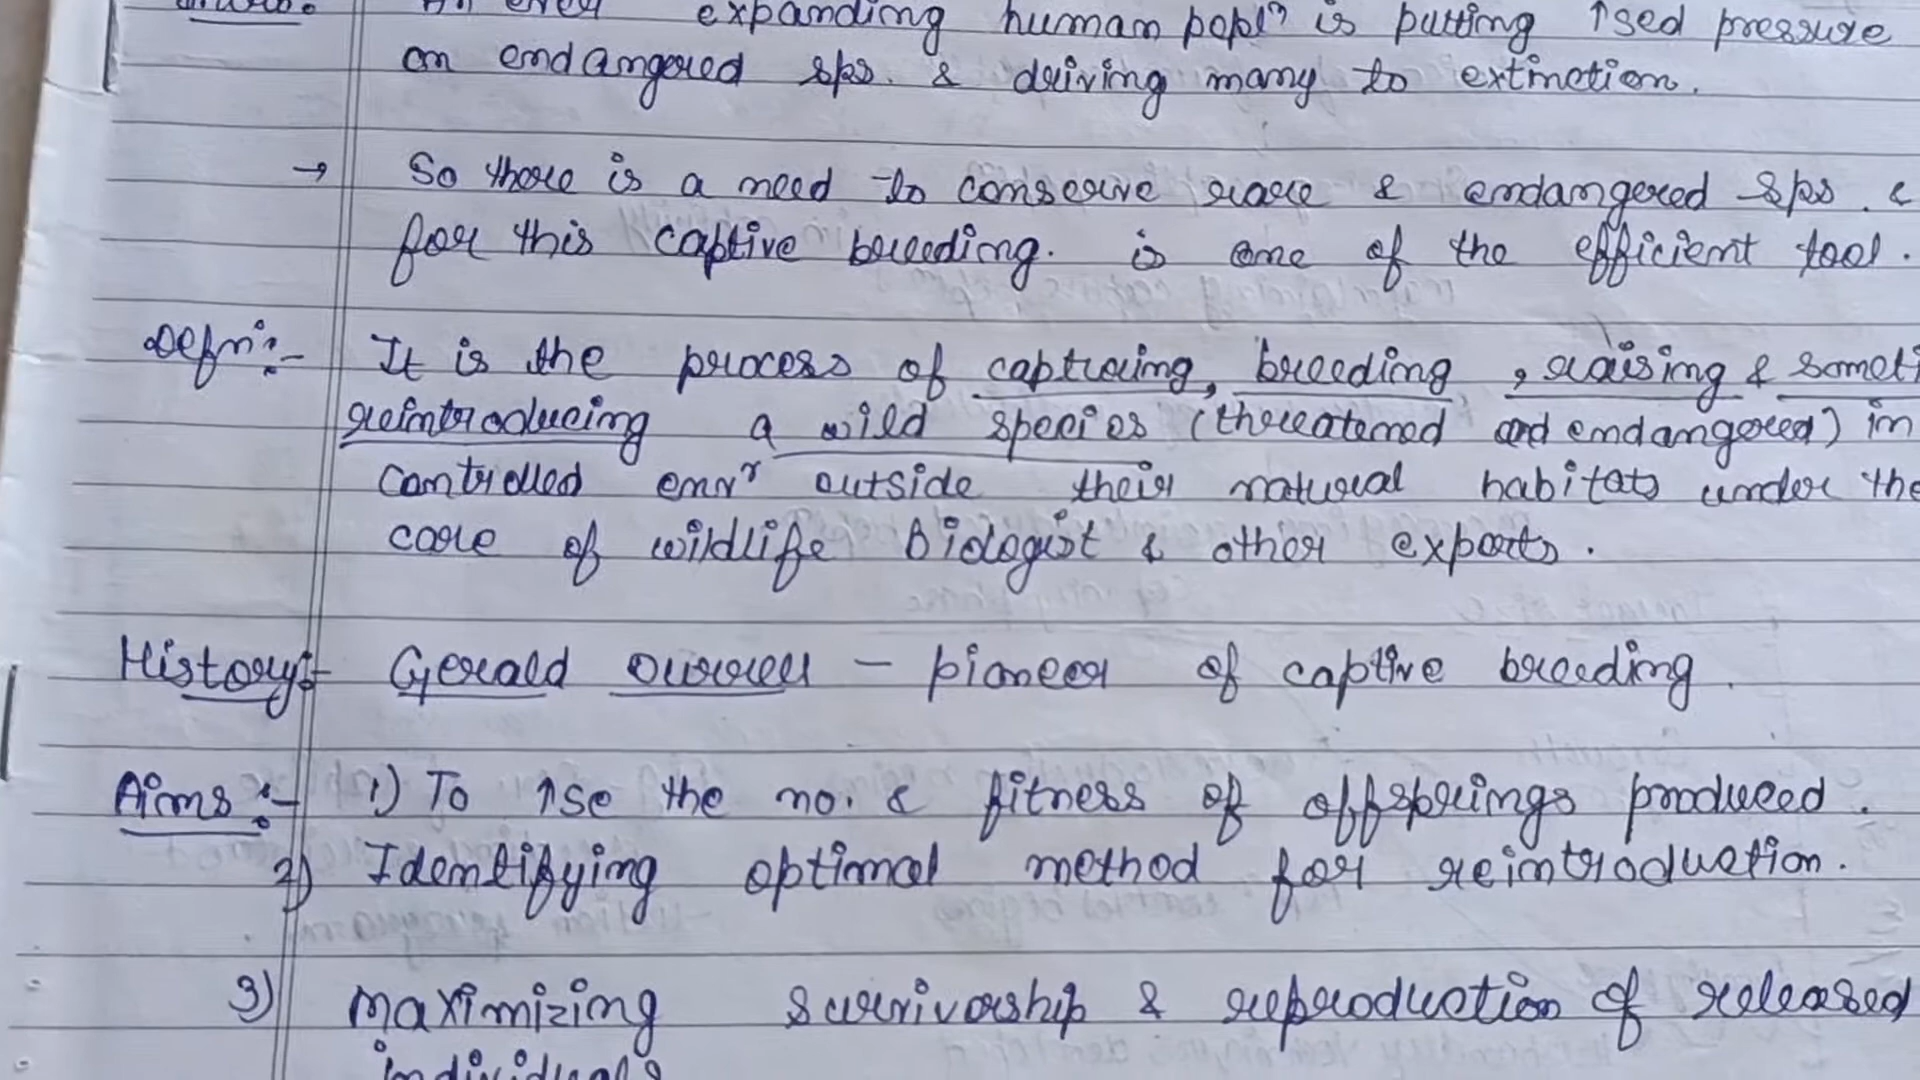 expanding human popln is putting ↑sed pressure
on endangered sps. & driving many to extinction.
→ So there is a need to conserve rare & endangered sps. &
for this captive breeding. is one of the efficient tool.
Defn:- It is the process of capturing, breeding, raising & someti
reintroducing a wild species (threatened and endangered) in
controlled envr outside their natural habitats under the
care of wildlife Biologist & other experts.
History:- Gerald Durrell - pioneer of captive breeding.
Aims:- 1) To ↑se the no. & fitness of offsprings produced.
2) Identifying optimal method for reintroduction.
3) Maximizing survivorship & reproduction of released
individuals